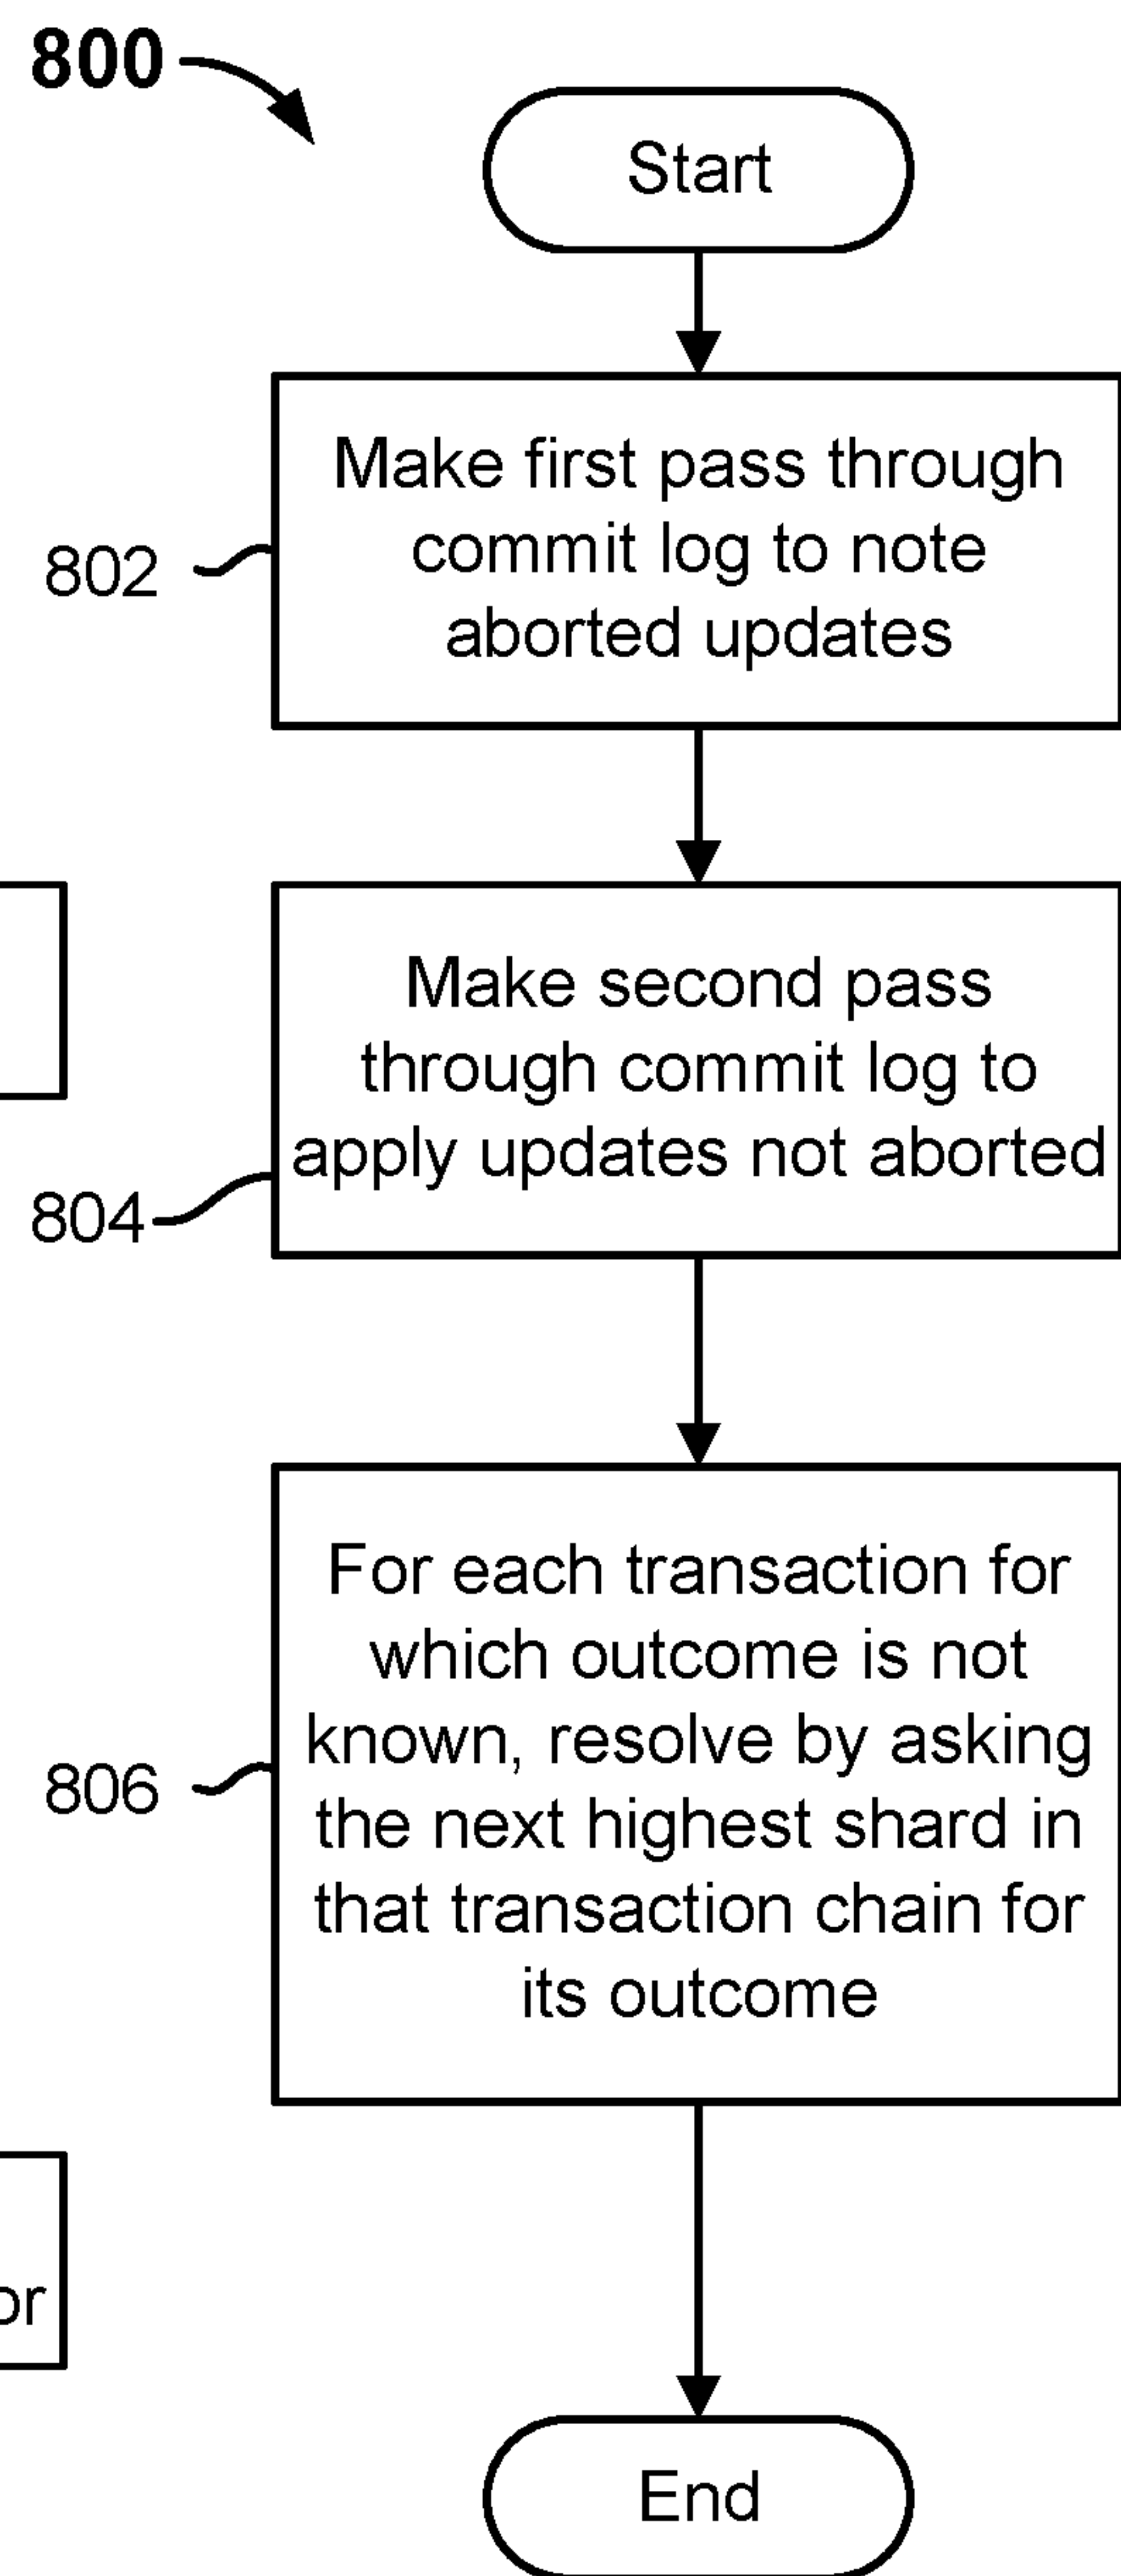 800
Start
Make first pass through
commit log to note
aborted updates
802
Make second pass
through commit log to
apply updates not aborted
804
For each transaction for
which outcome is not
known, resolve by asking
the next highest shard in
that transaction chain for
its outcome
806
End